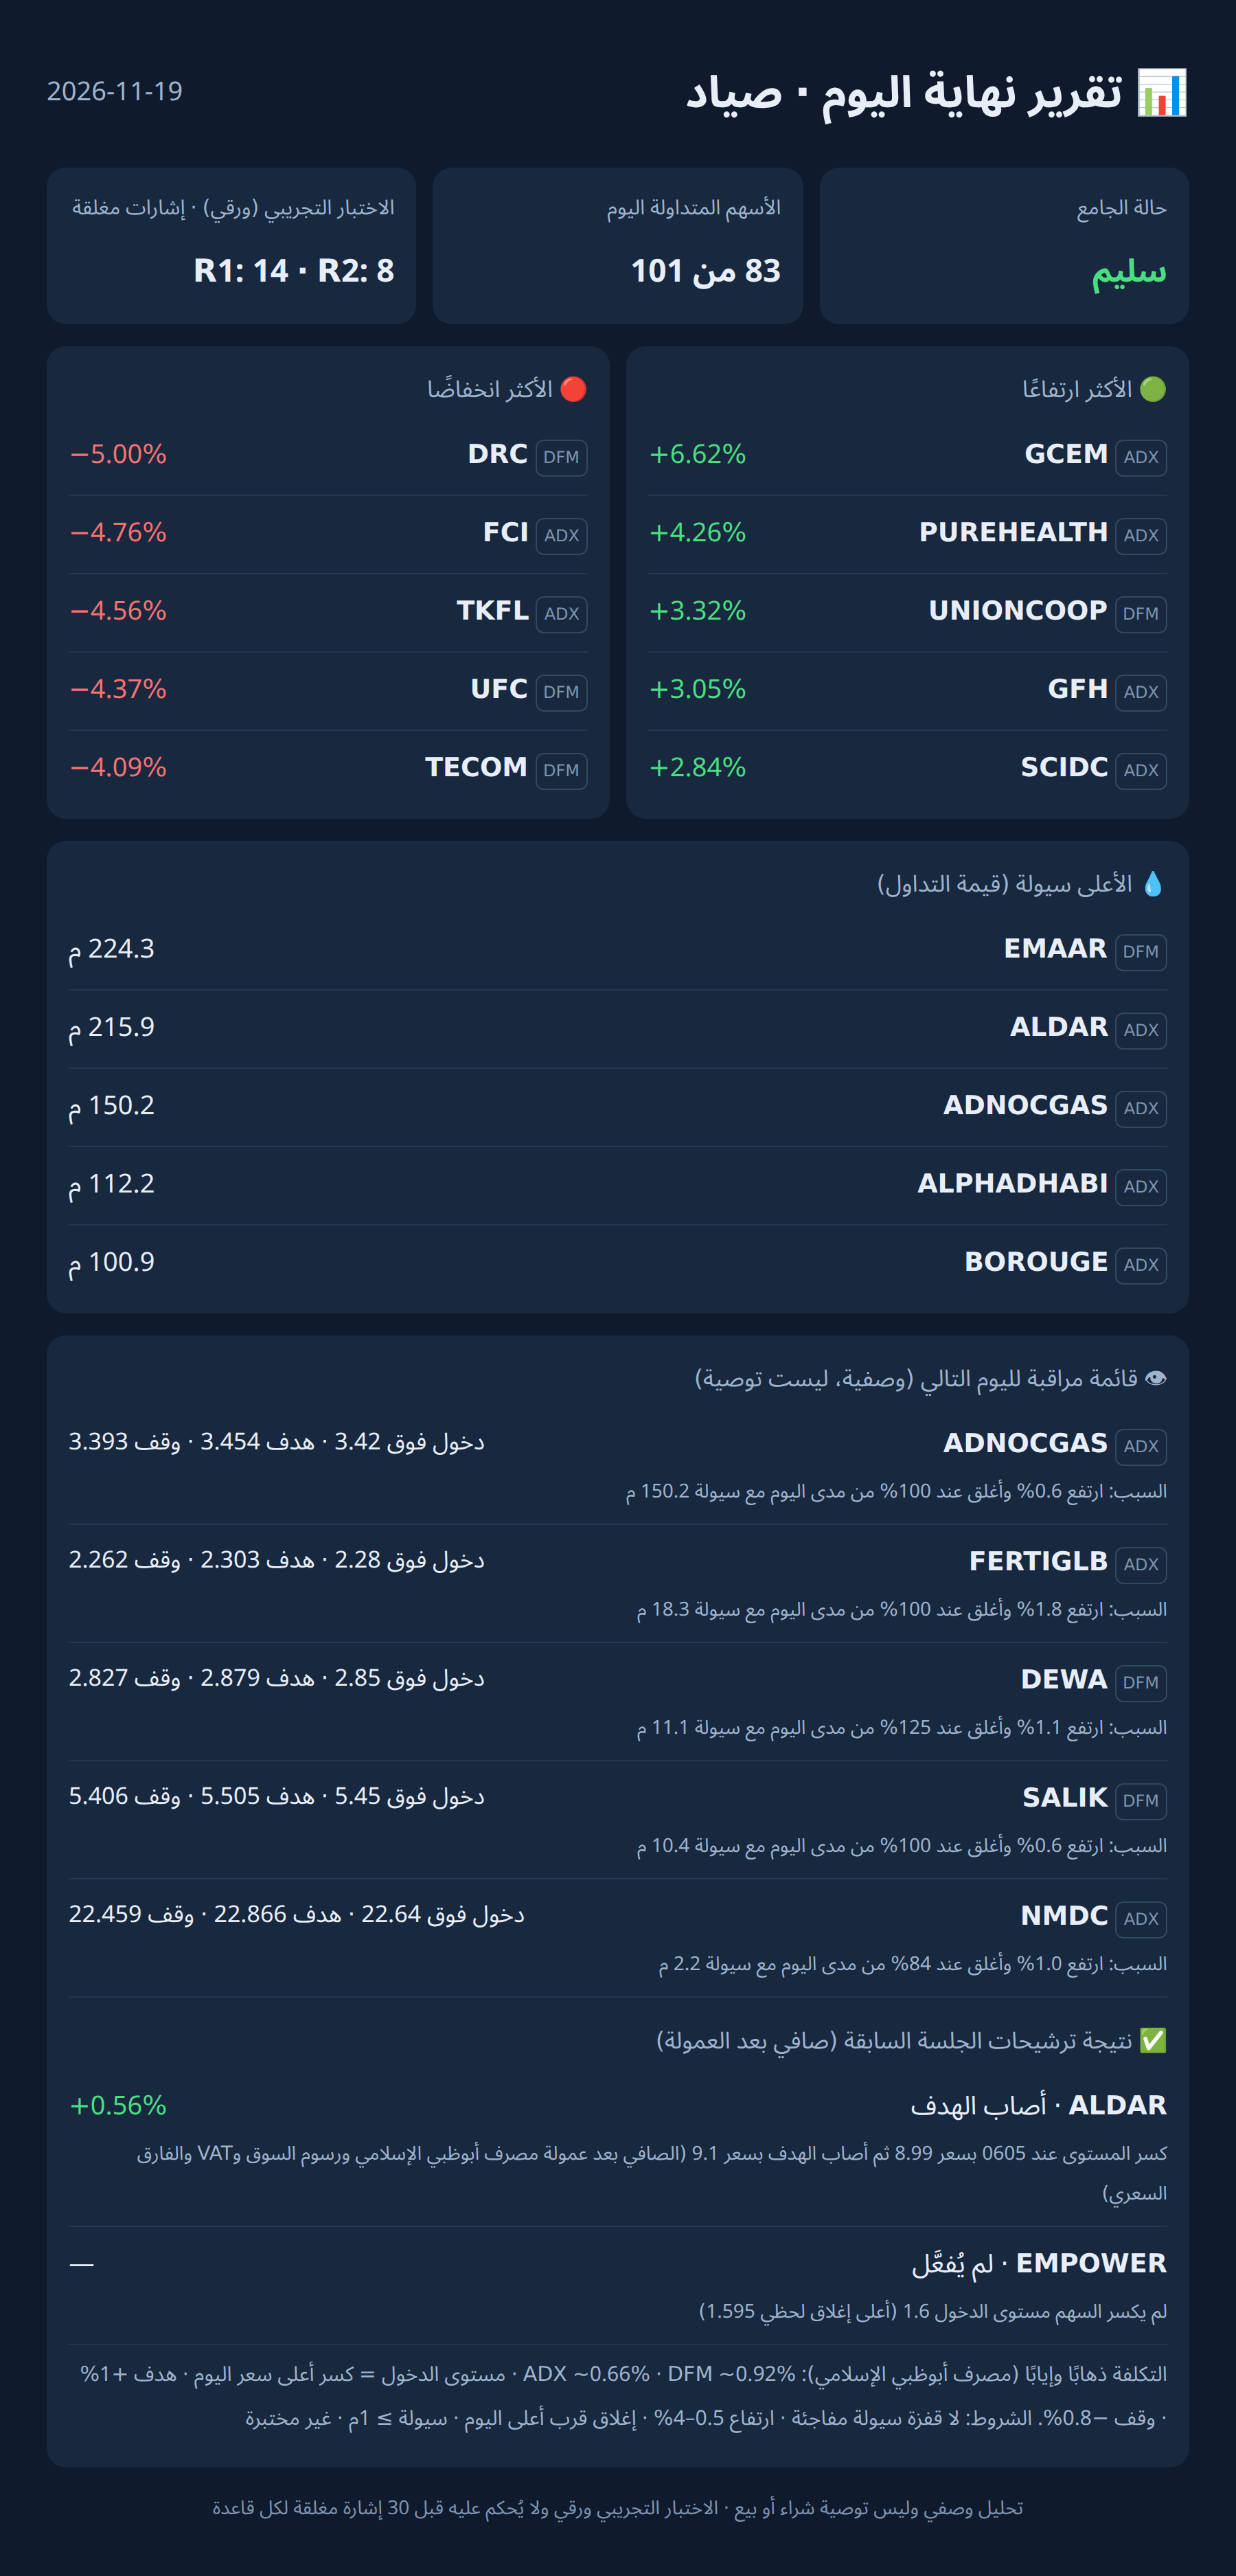 📊 تقرير نهاية اليوم · صياد
2026-11-19
حالة الجامع
سليم
الأسهم المتداولة اليوم
83 من 101
الاختبار التجريبي (ورقي) · إشارات مغلقة
R1: 14 · R2: 8
🟢 الأكثر ارتفاعًا
ADX GCEM +6.62%
ADX PUREHEALTH +4.26%
DFM UNIONCOOP +3.32%
ADX GFH +3.05%
ADX SCIDC +2.84%
🔴 الأكثر انخفاضًا
DFM DRC −5.00%
ADX FCI −4.76%
ADX TKFL −4.56%
DFM UFC −4.37%
DFM TECOM −4.09%
💧 الأعلى سيولة (قيمة التداول)
DFM EMAAR 224.3 م
ADX ALDAR 215.9 م
ADX ADNOCGAS 150.2 م
ADX ALPHADHABI 112.2 م
ADX BOROUGE 100.9 م
👁 قائمة مراقبة لليوم التالي (وصفية، ليست توصية)
ADX ADNOCGAS دخول فوق 3.42 · هدف 3.454 · وقف 3.393
السبب: ارتفع 0.6% وأغلق عند 100% من مدى اليوم مع سيولة 150.2 م
ADX FERTIGLB دخول فوق 2.28 · هدف 2.303 · وقف 2.262
السبب: ارتفع 1.8% وأغلق عند 100% من مدى اليوم مع سيولة 18.3 م
DFM DEWA دخول فوق 2.85 · هدف 2.879 · وقف 2.827
السبب: ارتفع 1.1% وأغلق عند 125% من مدى اليوم مع سيولة 11.1 م
DFM SALIK دخول فوق 5.45 · هدف 5.505 · وقف 5.406
السبب: ارتفع 0.6% وأغلق عند 100% من مدى اليوم مع سيولة 10.4 م
ADX NMDC دخول فوق 22.64 · هدف 22.866 · وقف 22.459
السبب: ارتفع 1.0% وأغلق عند 84% من مدى اليوم مع سيولة 2.2 م
✅ نتيجة ترشيحات الجلسة السابقة (صافي بعد العمولة)
ALDAR · أصاب الهدف +0.56%
كسر المستوى عند 0605 بسعر 8.99 ثم أصاب الهدف بسعر 9.1 (الصافي بعد عمولة مصرف أبوظبي الإسلامي ورسوم السوق وVAT والفارق
السعري)
EMPOWER · لم يُفعَّل —
لم يكسر السهم مستوى الدخول 1.6 (أعلى إغلاق لحظي 1.595)
التكلفة ذهابًا وإيابًا (مصرف أبوظبي الإسلامي): ADX ~0.66% · DFM ~0.92% · مستوى الدخول = كسر أعلى سعر اليوم · هدف +1%
· وقف −0.8%. الشروط: لا قفزة سيولة مفاجئة · ارتفاع 0.5–4% · إغلاق قرب أعلى اليوم · سيولة ≥ 1م · غير مختبرة
تحليل وصفي وليس توصية شراء أو بيع · الاختبار التجريبي ورقي ولا يُحكم عليه قبل 30 إشارة مغلقة لكل قاعدة